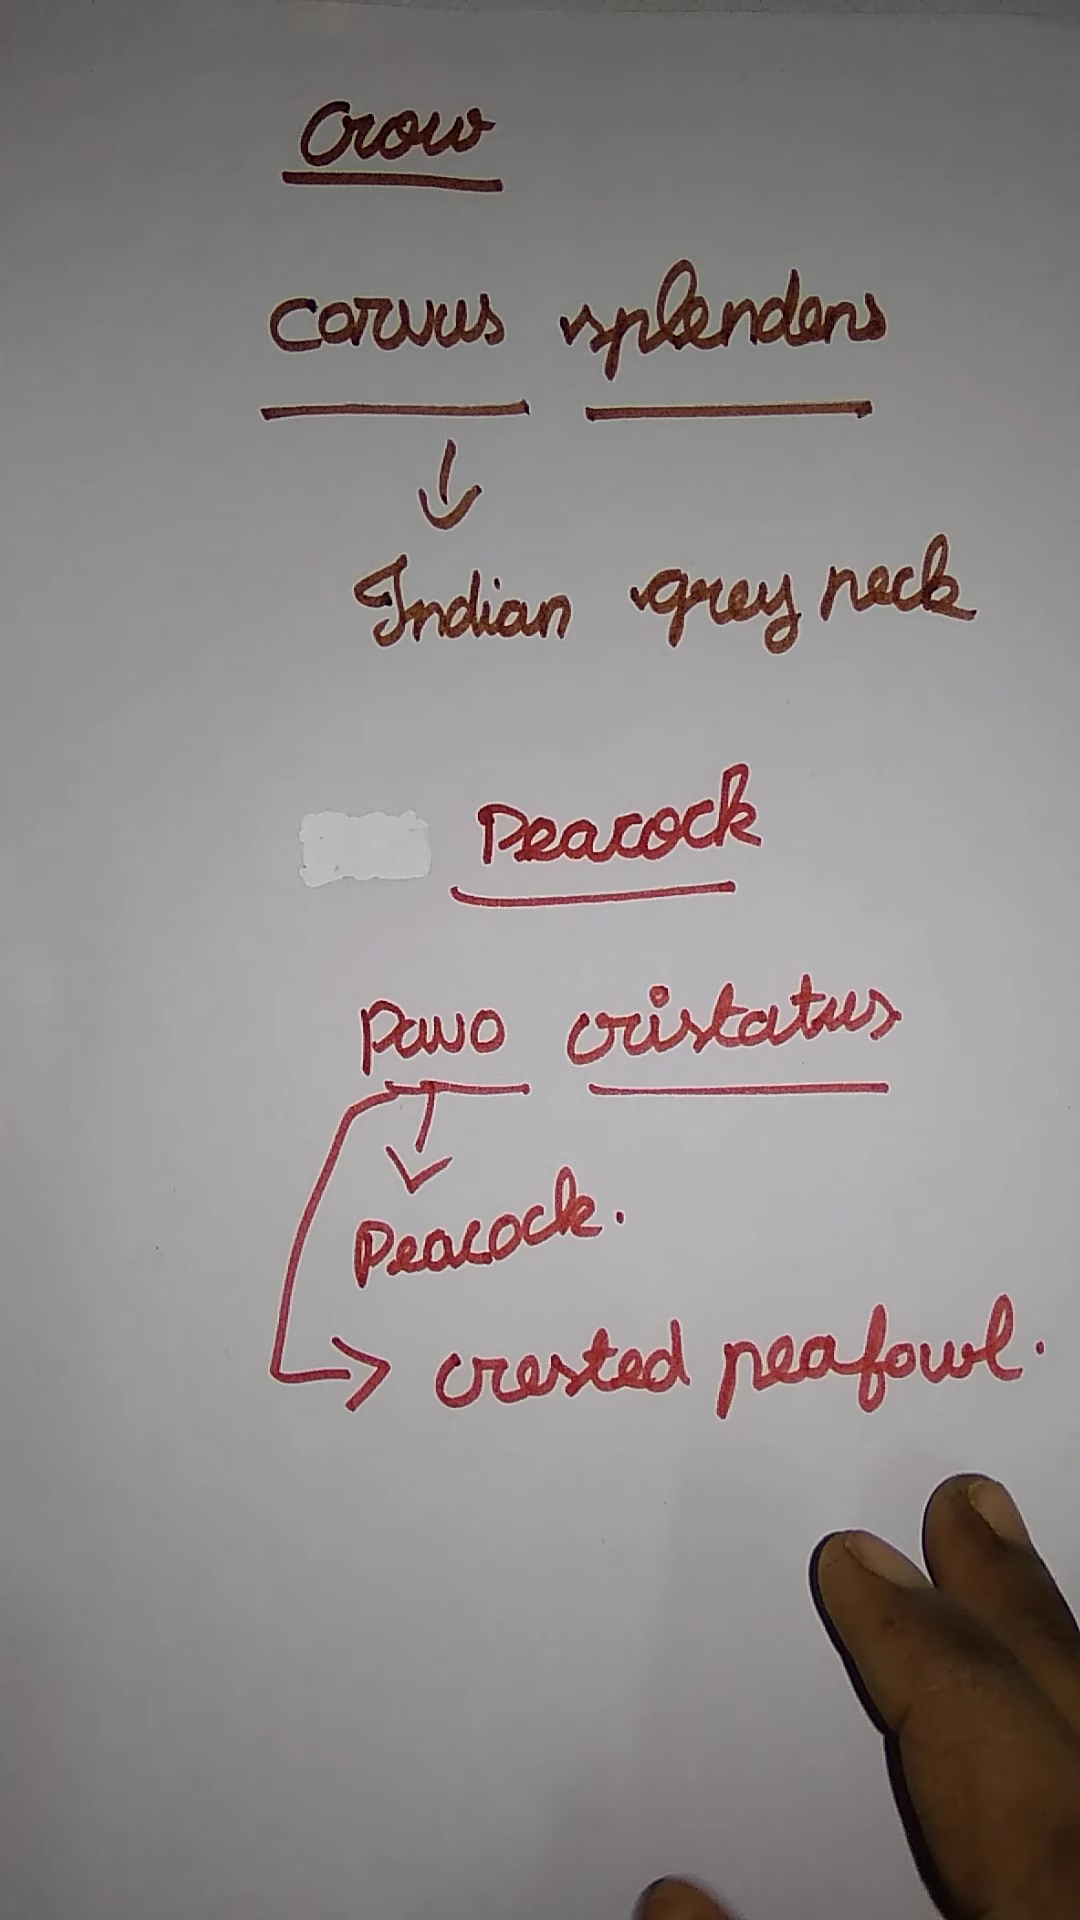 Crow
Corvus splendens
Indian grey neck
Peacock
Pavo cristatus
Peacock.
crested peafowl.